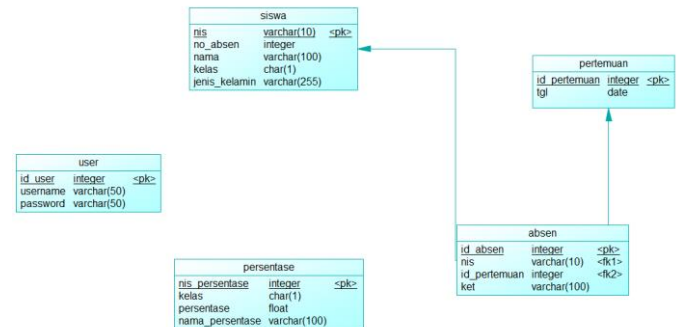 siswa
nis varchar(10) <pk>
no_absen integer
nama varchar(100)
kelas char(1)
jenis_kelamin varchar(255)
pertemuan
id_pertemuan integer <pk>
tgl date
user
id_user integer <pk>
username varchar(50)
password varchar(50)
absen
id_absen integer <pk>
nis varchar(10) <fk1>
id_pertemuan integer <fk2>
ket varchar(100)
persentase
nis_persentase integer <pk>
kelas char(1)
persentase float
nama_persentase varchar(100)